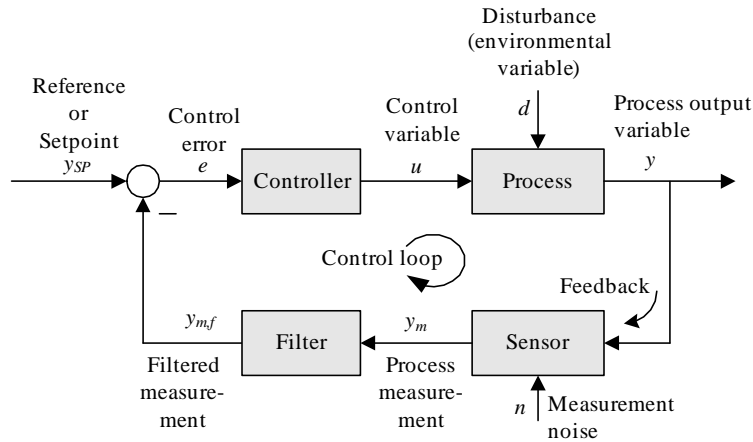 Disturbance
(environmental
variable)
d
Reference
or
Setpoint
ySP
Control
error
e
Controller
Control
variable
u
Process
Process output
variable
y
Control loop
Feedback
ym,f
Filter
ym
Sensor
Filtered
measure-
ment
Process
measure-
ment
n
Measurement
noise